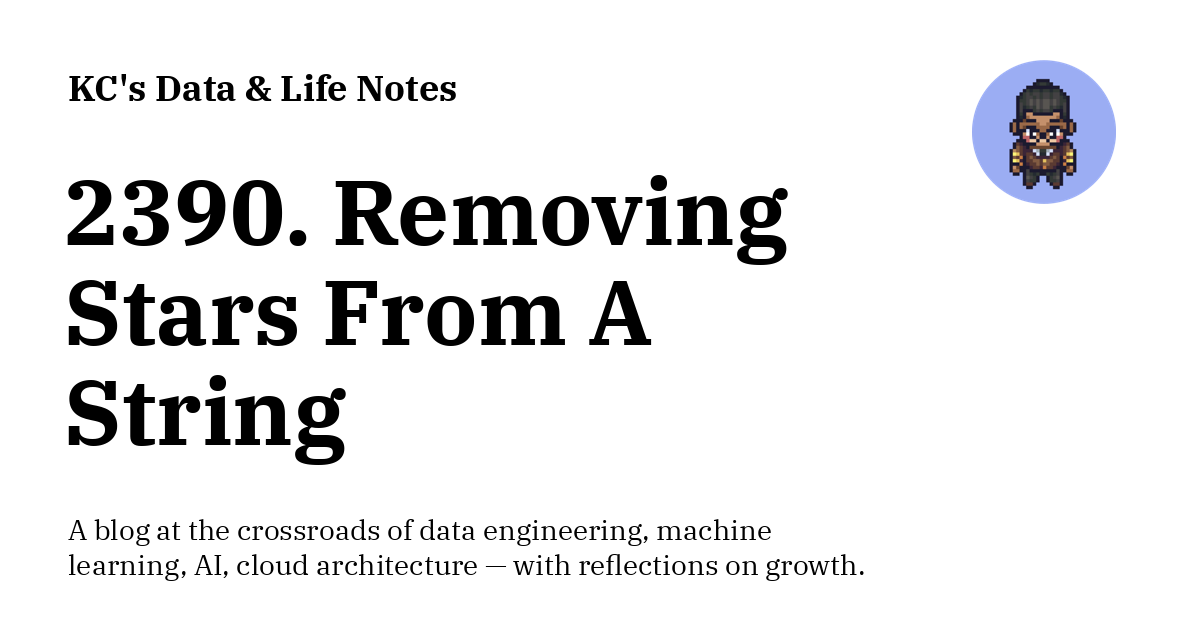 KC's Data & Life Notes
2390. Removing
Stars From A
String
A blog at the crossroads of data engineering, machine
learning, AI, cloud architecture — with reflections on growth.